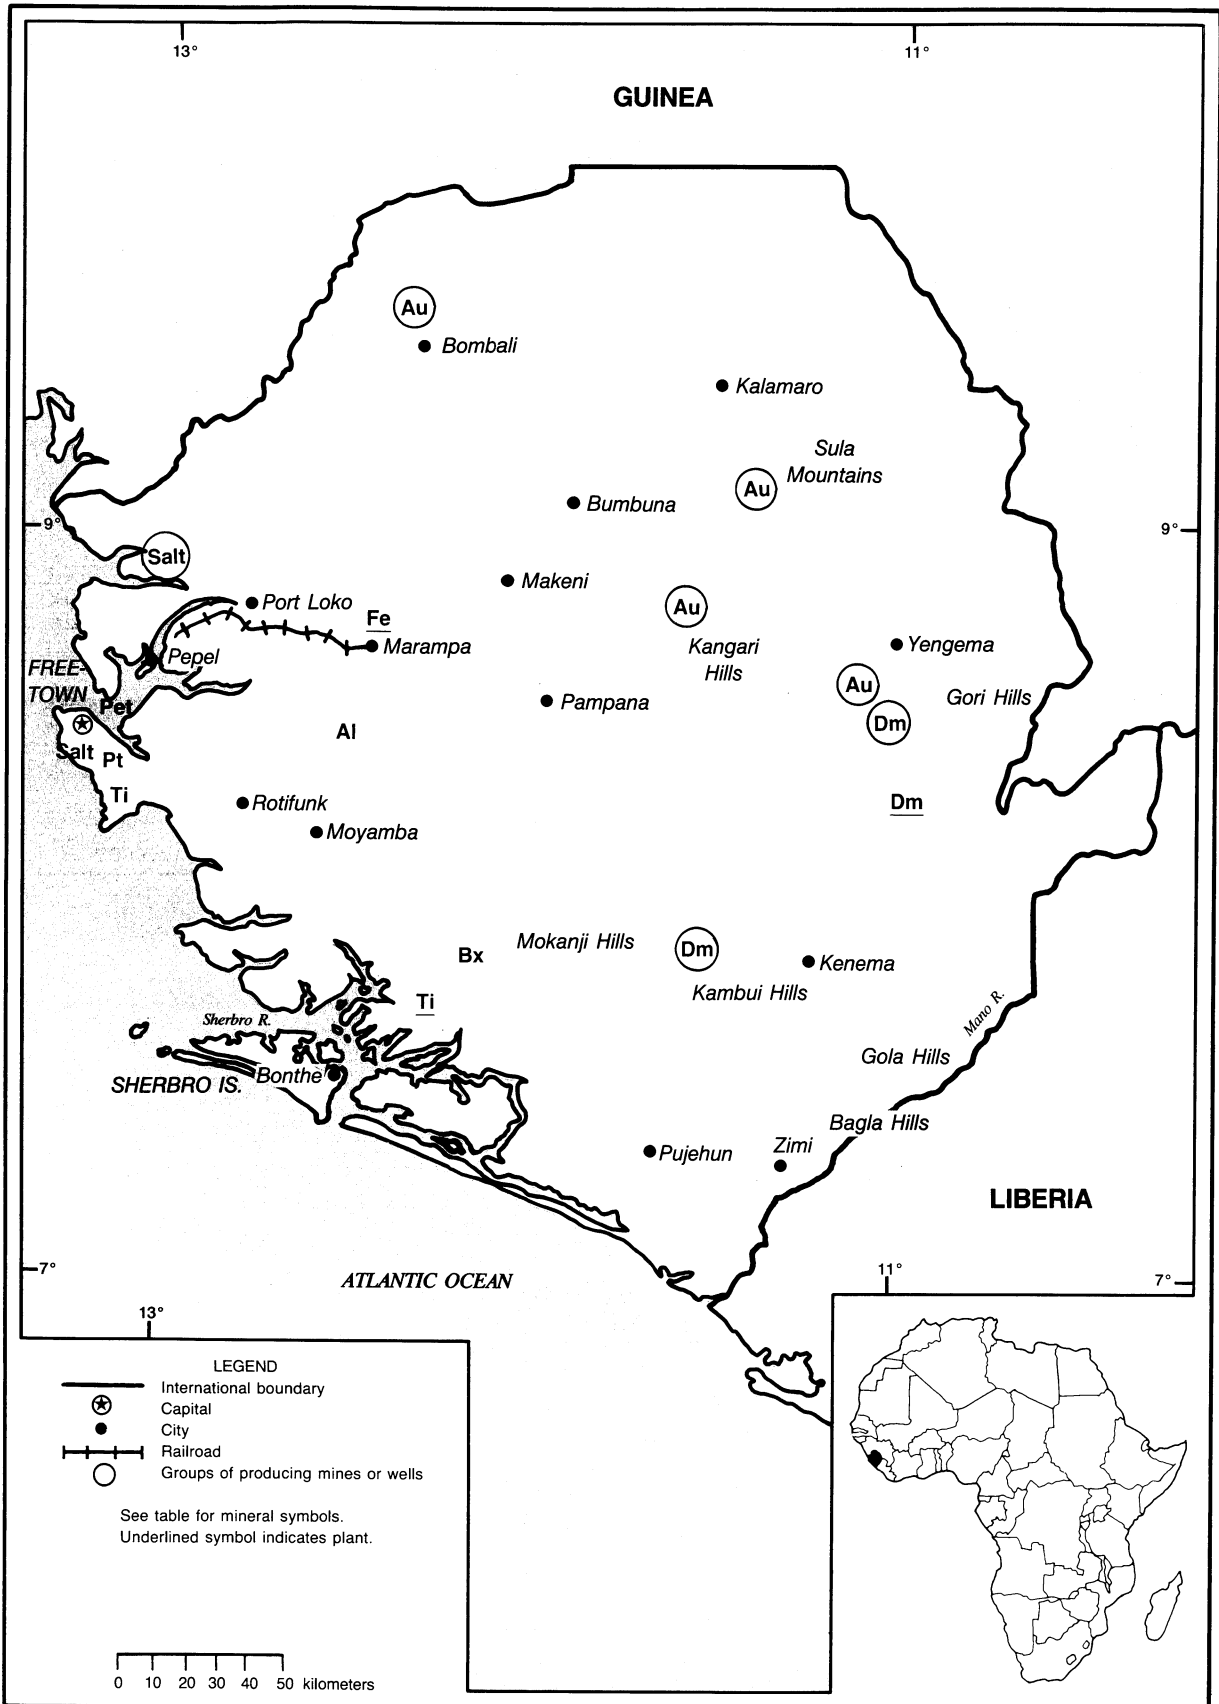 13°
11°
GUINEA
Au
Bombali
Kalamaro
Sula
Mountains
Au
Bumbuna
9°
9°
Salt
Makeni
Au
Port Loko
Fe
Marampa
Kangari
Hills
Yengema
Pepel
FREE-
TOWN
Pet
Au
Gori Hills
Pampana
Dm
Salt
Pt
Al
Ti
Dm
Rotifunk
Moyamba
Mokanji Hills
Dm
Bx
Kenema
Kambui Hills
Ti
Sherbro R.
Mano R.
Gola Hills
Bonthe
SHERBRO IS.
Bagla Hills
Pujehun
Zimi
LIBERIA
7°
ATLANTIC OCEAN
11°
7°
13°
LEGEND
International boundary
Capital
City
Railroad
Groups of producing mines or wells
See table for mineral symbols.
Underlined symbol indicates plant.
0 10 20 30 40 50 kilometers